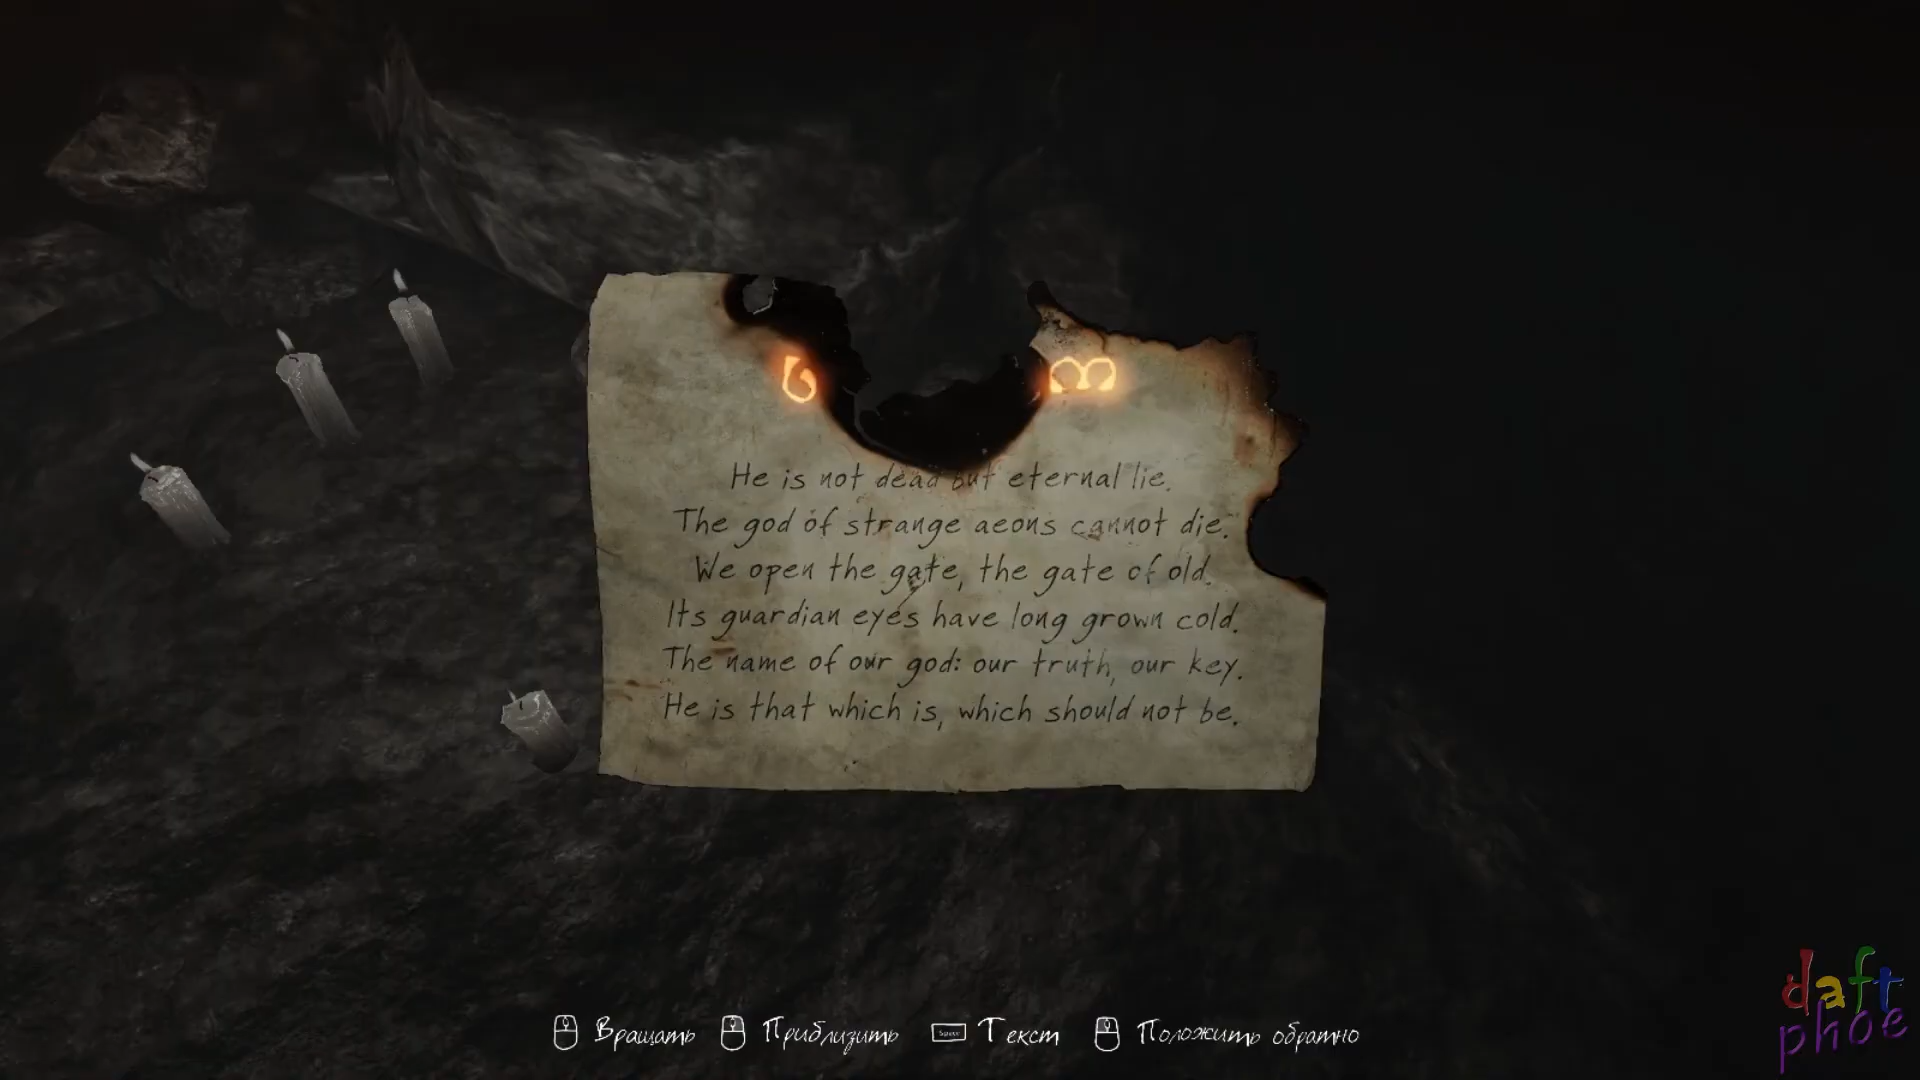 He is not dead but eternal lie.
The god of strange aeons cannot die.
We open the gate, the gate of old.
Its guardian eyes have long grown cold.
The name of our god: our truth, our key.
He is that which is, which should not be.
Вращать Приблизить Текст Положить обратно
daft
phoe